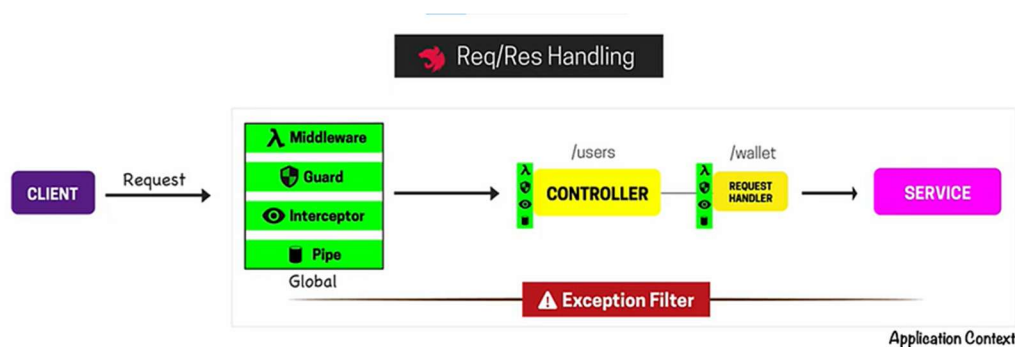 Req/Res Handling
CLIENT
Request
Middleware
Guard
Interceptor
Pipe
Global
/users
CONTROLLER
/wallet
REQUEST
HANDLER
SERVICE
Exception Filter
Application Context